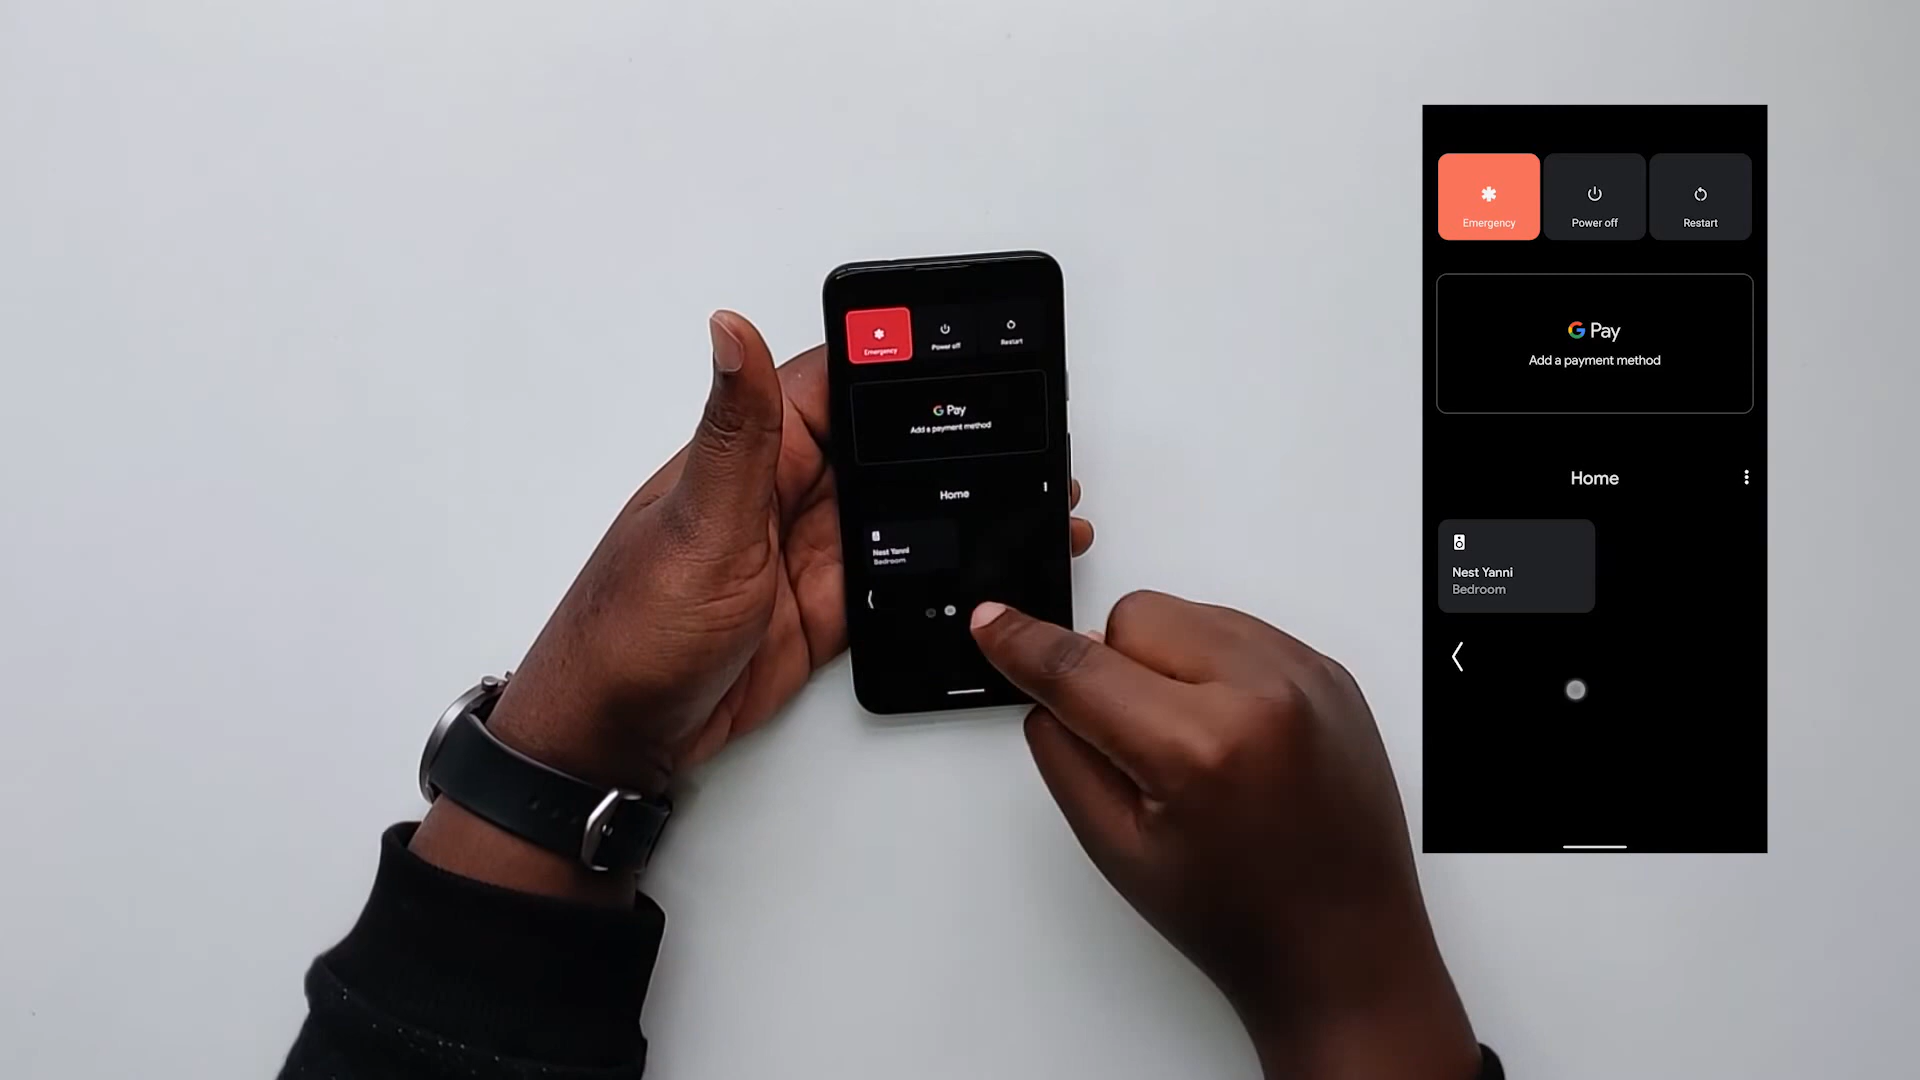 Emergency
Power off
Restart
G Pay
Add a payment method
Home
Nest Yanni
Bedroom
Emergency
Power off
Restart
G Pay
Add a payment method
Home
Nest Yanni
Bedroom